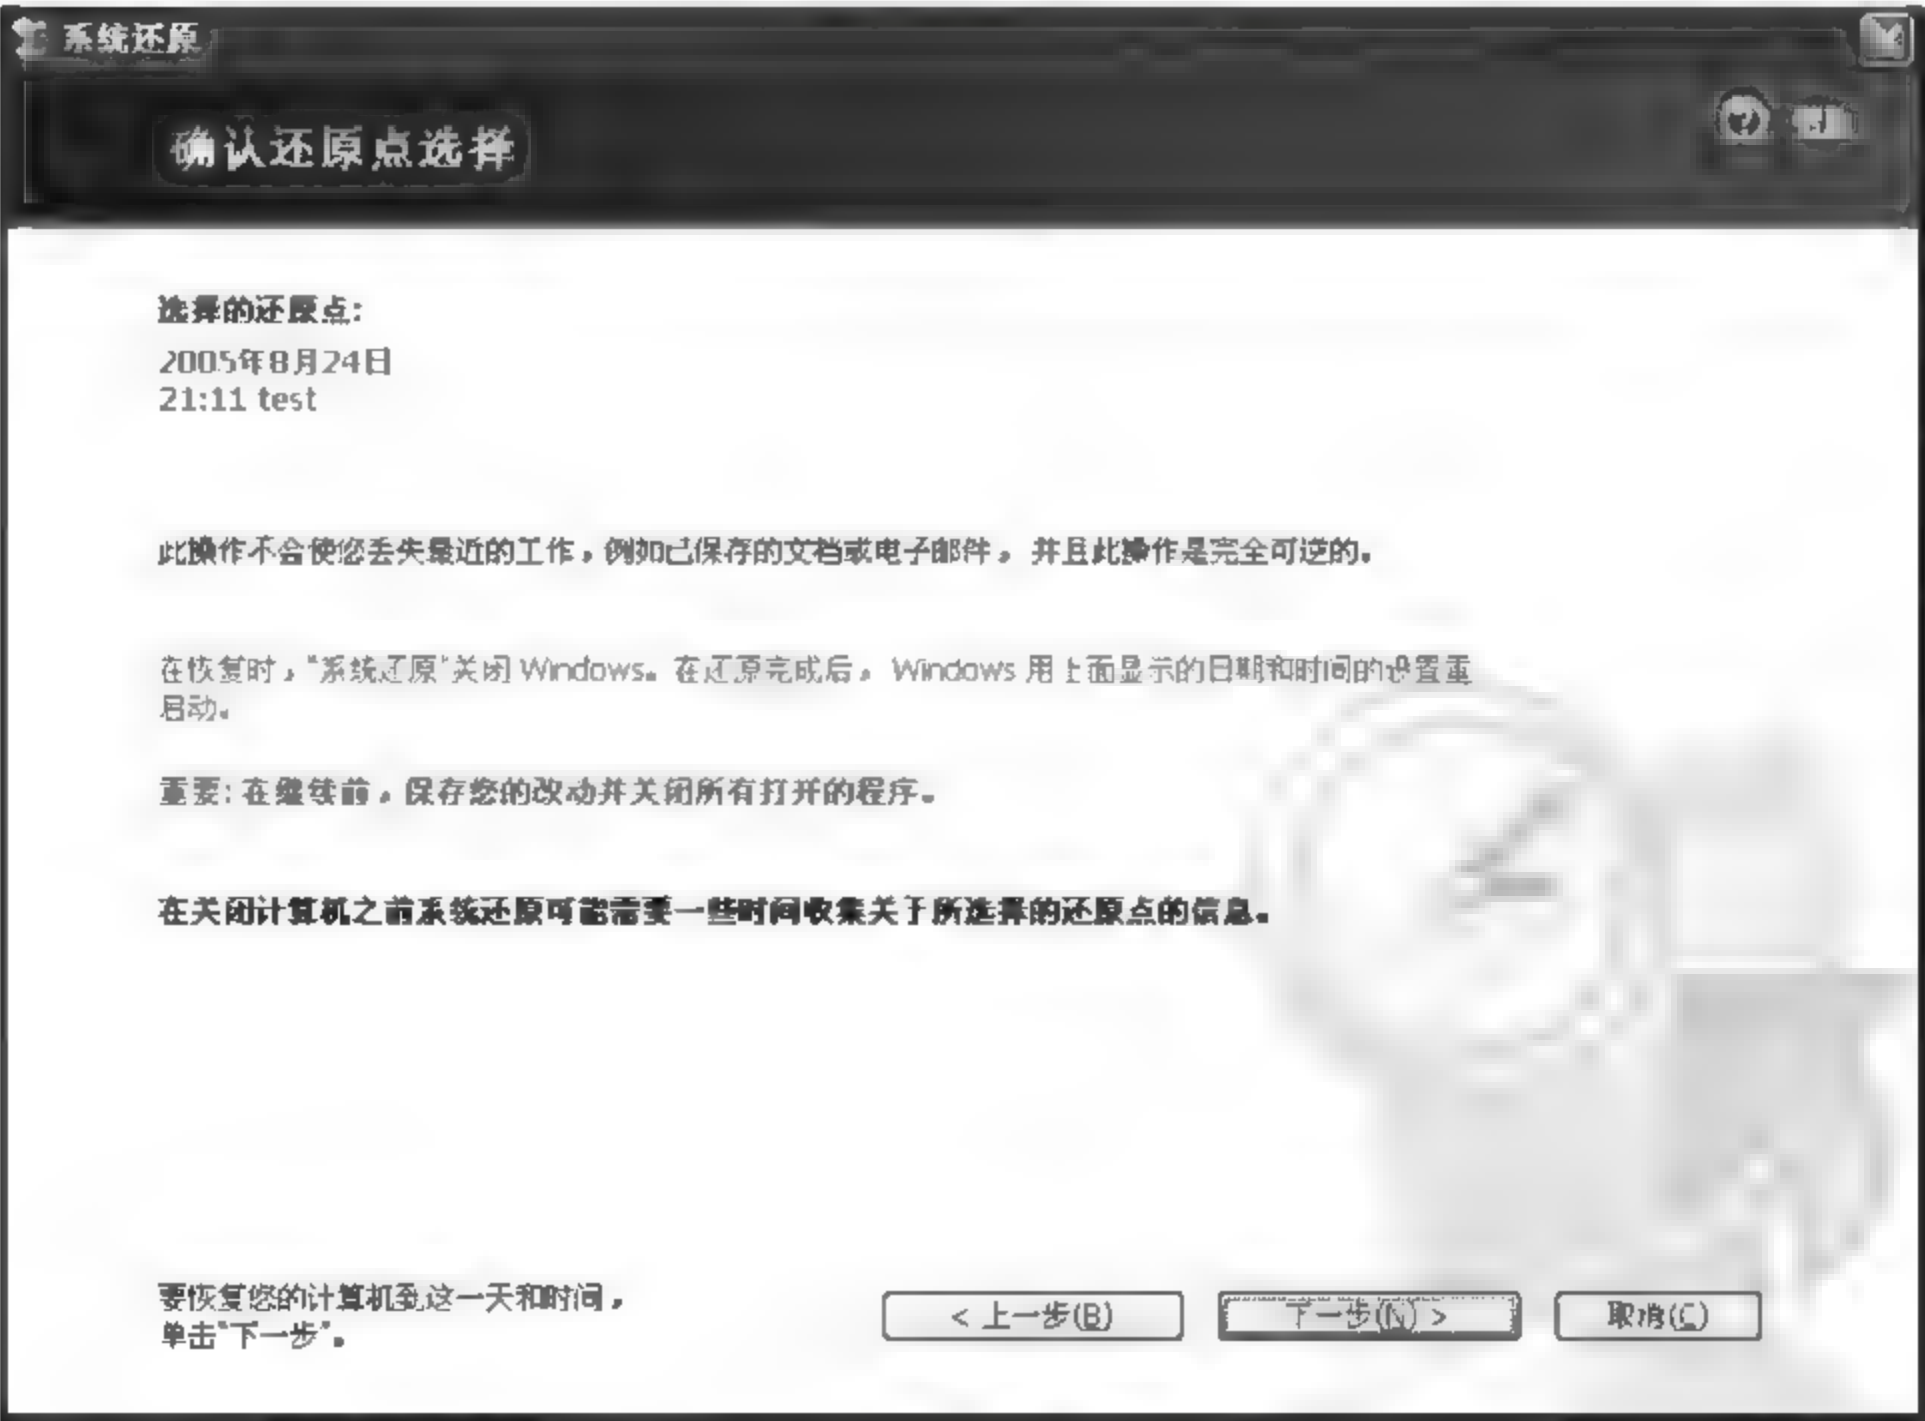 系统还原
确认还原点选择
选择的还原点:
2005年8月24日
21:11 test
此操作不会使您丢失最近的工作，例如已保存的文档或电子邮件。 并且此操作是完全可逆的。
在恢复时，"系统还原"关闭 Windows。在还原完成后，Windows 用上面显示的日期和时间的设置重
启动。
重要: 在继续前，保存您的改动并关闭所有打开的程序。
在关闭计算机之前系统还原可能需要一些时间收集关于所选择的还原点的信息。
要恢复您的计算机到这一天和时间，
单击"下一步"。
< 上一步(B)
下一步(N) >
取消(C)